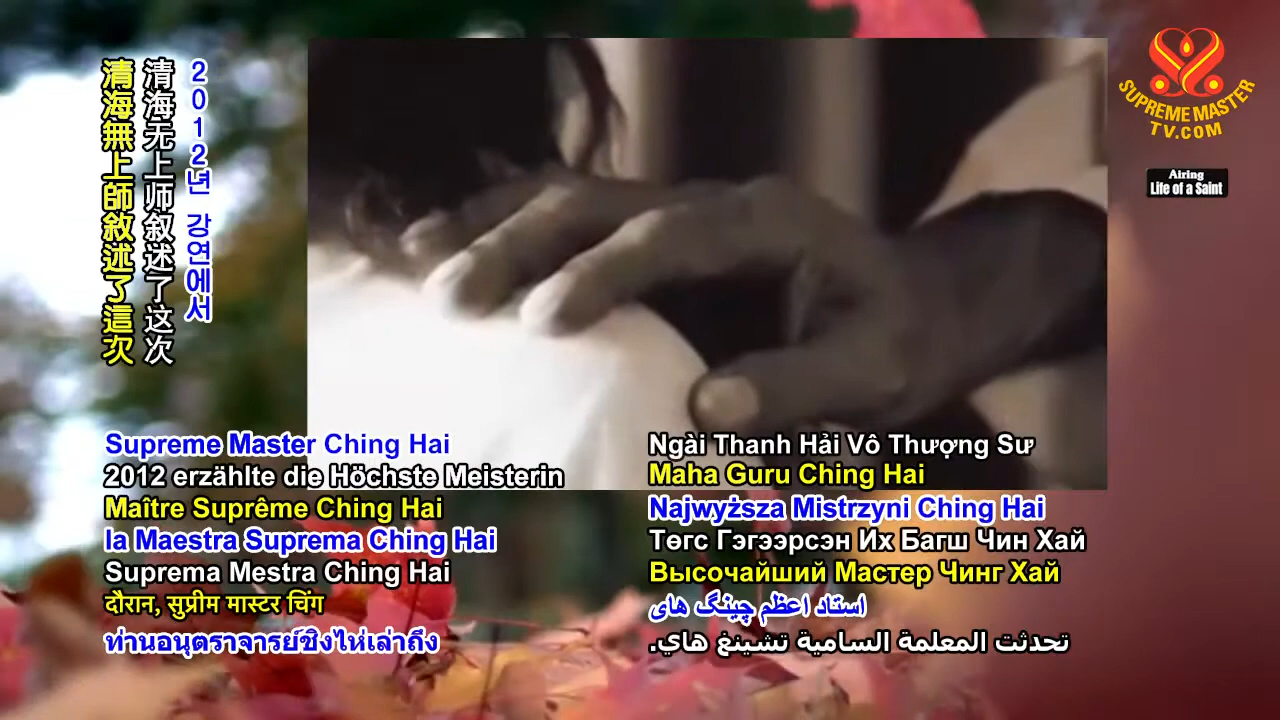 清海無上師敘述了這次
清海无上师叙述了这次
2012년 강연에서
SUPREME MASTER
TV.COM
Airing
Life of a Saint
Supreme Master Ching Hai
2012 erzählte die Höchste Meisterin
Maître Suprême Ching Hai
la Maestra Suprema Ching Hai
Suprema Mestra Ching Hai
दौरान, सुप्रीम मास्टर चिंग
ท่านอนุตราจารย์ชิงไห่เล่าถึง
Ngài Thanh Hải Vô Thượng Sư
Maha Guru Ching Hai
Najwyższa Mistrzyni Ching Hai
Төгс Гэгээрсэн Их Багш Чин Хай
Высочайший Мастер Чинг Хай
استاد اعظم چینگ های
تحدثت المعلمة السامية تشينغ هاي.